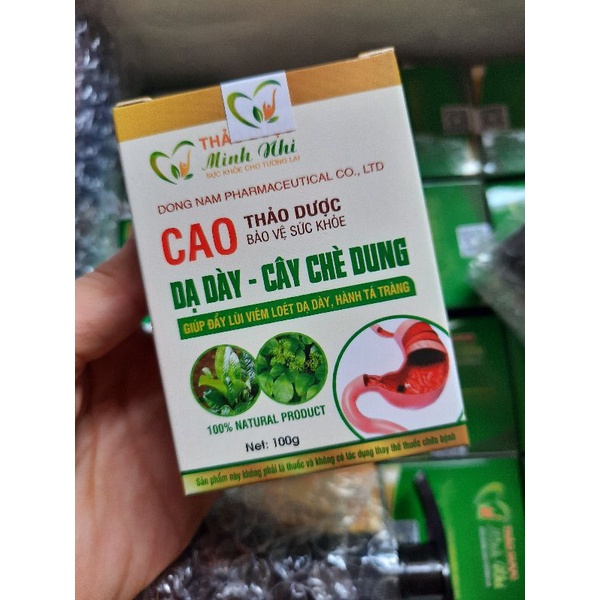 THẢO
Minh Nhi
SỨC KHỎE CHO TƯƠNG LAI
DONG NAM PHARMACEUTICAL CO., LTD
CAO THẢO DƯỢC
BẢO VỆ SỨC KHỎE
DẠ DÀY - CÂY CHÈ DUNG
GIÚP ĐẨY LÙI VIÊM LOÉT DẠ DÀY, HÀNH TÁ TRÀNG
100% NATURAL PRODUCT
Net: 100g
Sản phẩm này không phải là thuốc và không có tác dụng thay thế thuốc chữa bệnh
THẢO DƯỢC
Minh Nhi